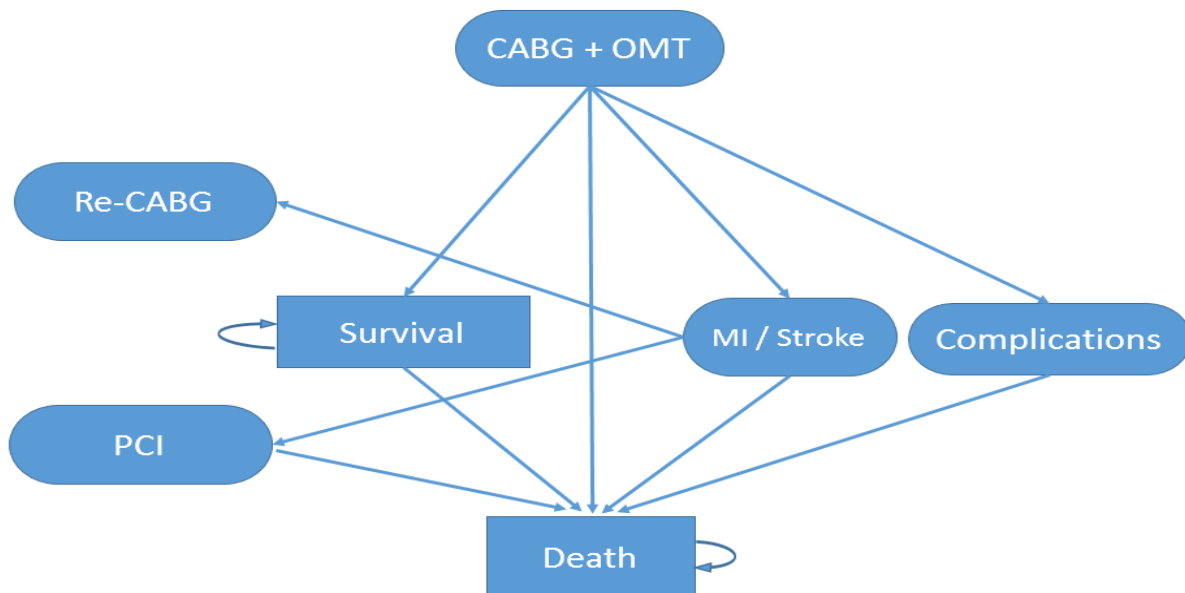 CABG + OMT
Re-CABG
Survival
MI / Stroke
Complications
PCI
Death